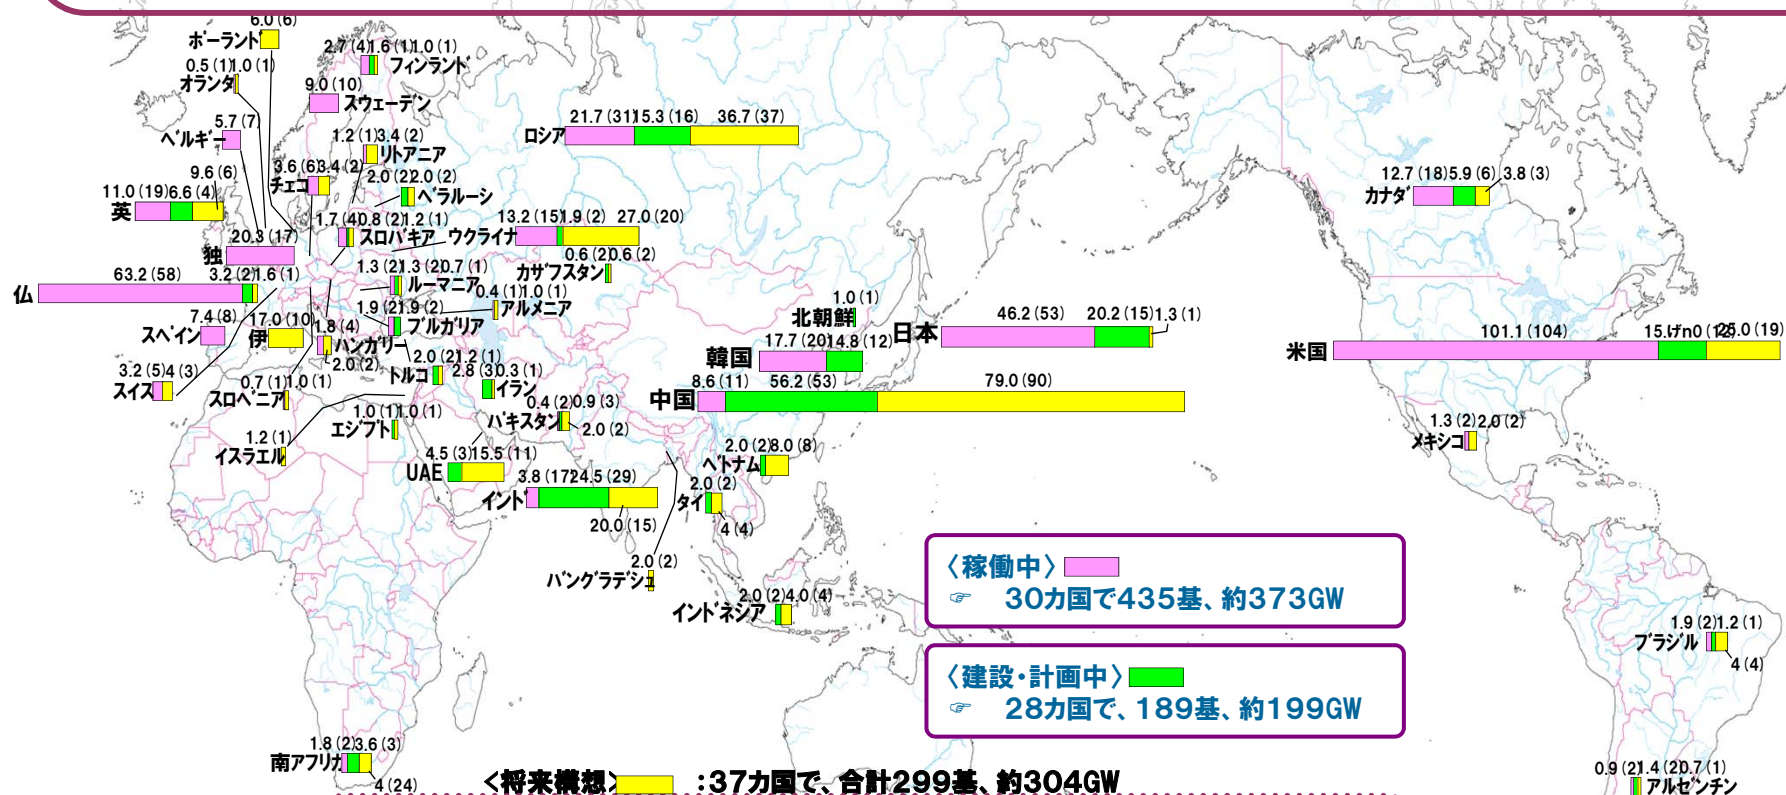 6.0 (6)
ポーランド
2.7 (4)1.6 (1)1.0 (1)
フィンランド
0.5 (1)1.0 (1)
オランダ
9.0 (10)
スウェーデン
5.7 (7)
ベルギー
21.7 (31)15.3 (16) 36.7 (37)
ロシア
1.2 (1)3.4 (2)
リトアニア
3.6 (6)3.4 (2)
チェコ
2.0 (2)2.0 (2)
ベラルーシ
9.6 (6)
11.0 (19)6.6 (4)
英
12.7 (18)5.9 (6) 3.8 (3)
カナダ
1.7 (4)0.8 (2)1.2 (1)
スロバキア
13.2 (15)1.9 (2) 27.0 (20)
ウクライナ
20.3 (17)
独
0.6 (2)0.6 (2)
カザフスタン
63.2 (58) 3.2 (2)1.6 (1)
仏
1.3 (2)1.3 (2)0.7 (1)
ルーマニア
0.4 (1)1.0 (1)
アルメニア
1.9 (2)1.9 (2)
ブルガリア
1.0 (1)
北朝鮮
46.2 (53) 20.2 (15)1.3 (1)
日本
7.4 (8)
スペイン
17.0 (10)
伊
1.8 (4)
ハンガリー
2.0 (2)
17.7 (20)14.8 (12)
韓国
101.1 (104) 25.0 (19)
米国
3.2 (5)4 (3)
スイス
0.7 (1)1.0 (1)
スロベニア
2.0 (2)1.2 (1)
トルコ
2.8 (3)0.3 (1)
イラン
8.6 (11) 56.2 (53) 79.0 (90)
中国
1.0 (1)1.0 (1)
エジプト
0.4 (2)0.9 (3)
パキスタン
2.0 (2)
1.3 (2)2.0 (2)
メキシコ
1.2 (1)
イスラエル
4.5 (3)15.5 (11)
UAE
2.0 (2)8.0 (8)
ベトナム
3.8 (17)24.5 (29)
インド
20.0 (15)
2.0 (2)
タイ
4 (4)
2.0 (2)
バングラデシュ
2.0 (2)4.0 (4)
インドネシア
〈稼働中〉
☞ 30カ国で435基、約373GW
〈建設・計画中〉
☞ 28カ国で、189基、約199GW
1.9 (2)1.2 (1)
ブラジル
4 (4)
1.8 (2)3.6 (3)
南アフリカ
4 (24)
<将来構想> :37カ国で、合計299基、約304GW
0.9 (2)1.4 (2)0.7 (1)
アルゼンチン